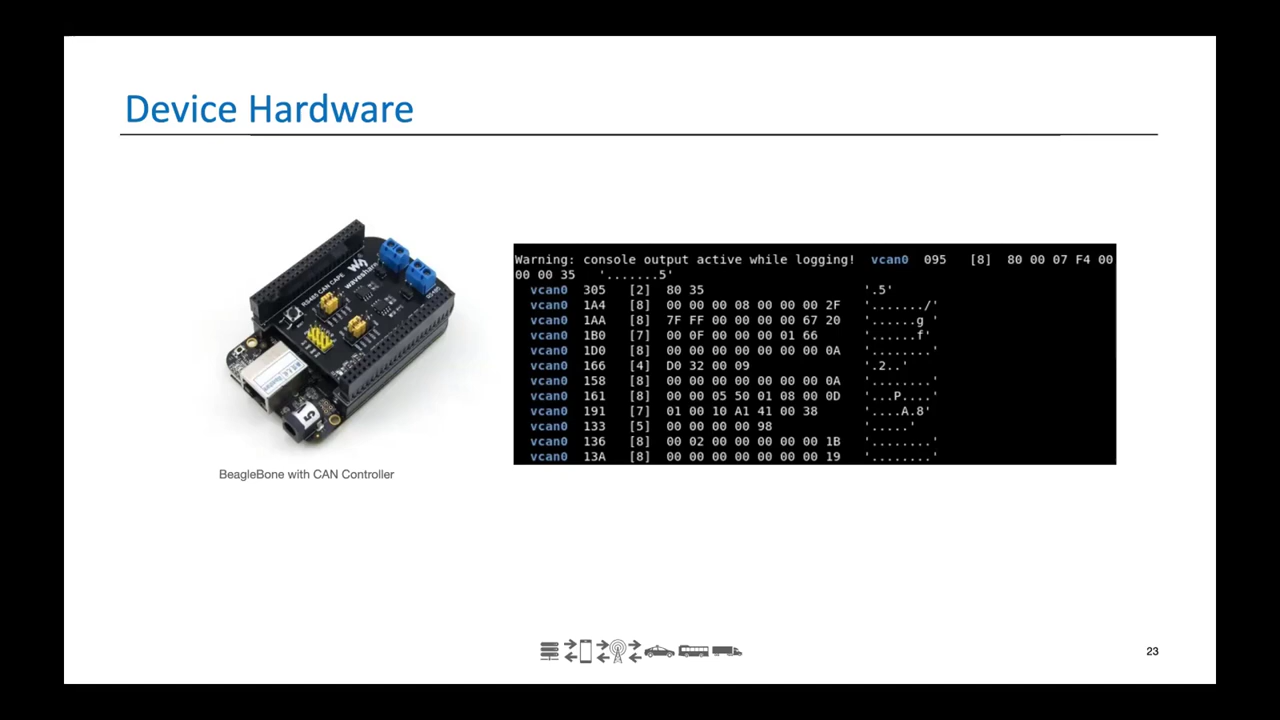 Device Hardware
RS485 CAN CAPE
waveshare
RS485
5
Warning: console output active while logging!  vcan0  095   [8]  80 00 07 F4 00
00 00 35   '.......5'
vcan0  305   [2]  80 35                     '.5'
vcan0  1A4   [8]  00 00 00 08 00 00 00 2F   '......./'
vcan0  1AA   [8]  7F FF 00 00 00 00 67 20   '......g '
vcan0  1B0   [7]  00 0F 00 00 00 01 66      '......f'
vcan0  1D0   [8]  00 00 00 00 00 00 00 0A   '........'
vcan0  166   [4]  D0 32 00 09               '.2..'
vcan0  158   [8]  00 00 00 00 00 00 00 0A   '........'
vcan0  161   [8]  00 00 05 50 01 08 00 0D   '...P....'
vcan0  191   [7]  01 00 10 A1 41 00 38      '....A.8'
vcan0  133   [5]  00 00 00 00 98            '.....'
vcan0  136   [8]  00 02 00 00 00 00 00 1B   '........'
vcan0  13A   [8]  00 00 00 00 00 00 00 19   '........'
BeagleBone with CAN Controller
23